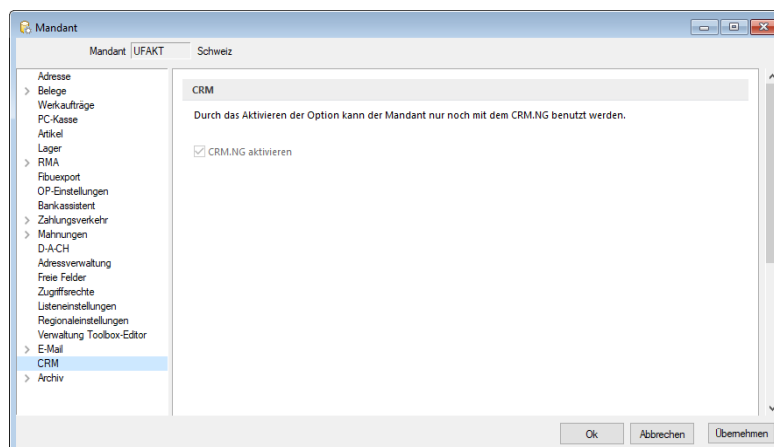 Mandant
Mandant UFAKT Schweiz
Adresse
Belege
Werkaufträge
PC-Kasse
Artikel
Lager
RMA
Fibuexport
OP-Einstellungen
Bankassistent
Zahlungsverkehr
Mahnungen
D-A-CH
Adressverwaltung
Freie Felder
Zugriffsrechte
Listeneinstellungen
Regionaleinstellungen
Verwaltung Toolbox-Editor
E-Mail
CRM
Archiv
CRM
Durch das Aktivieren der Option kann der Mandant nur noch mit dem CRM.NG benutzt werden.
CRM.NG aktivieren
Ok Abbrechen Übernehmen